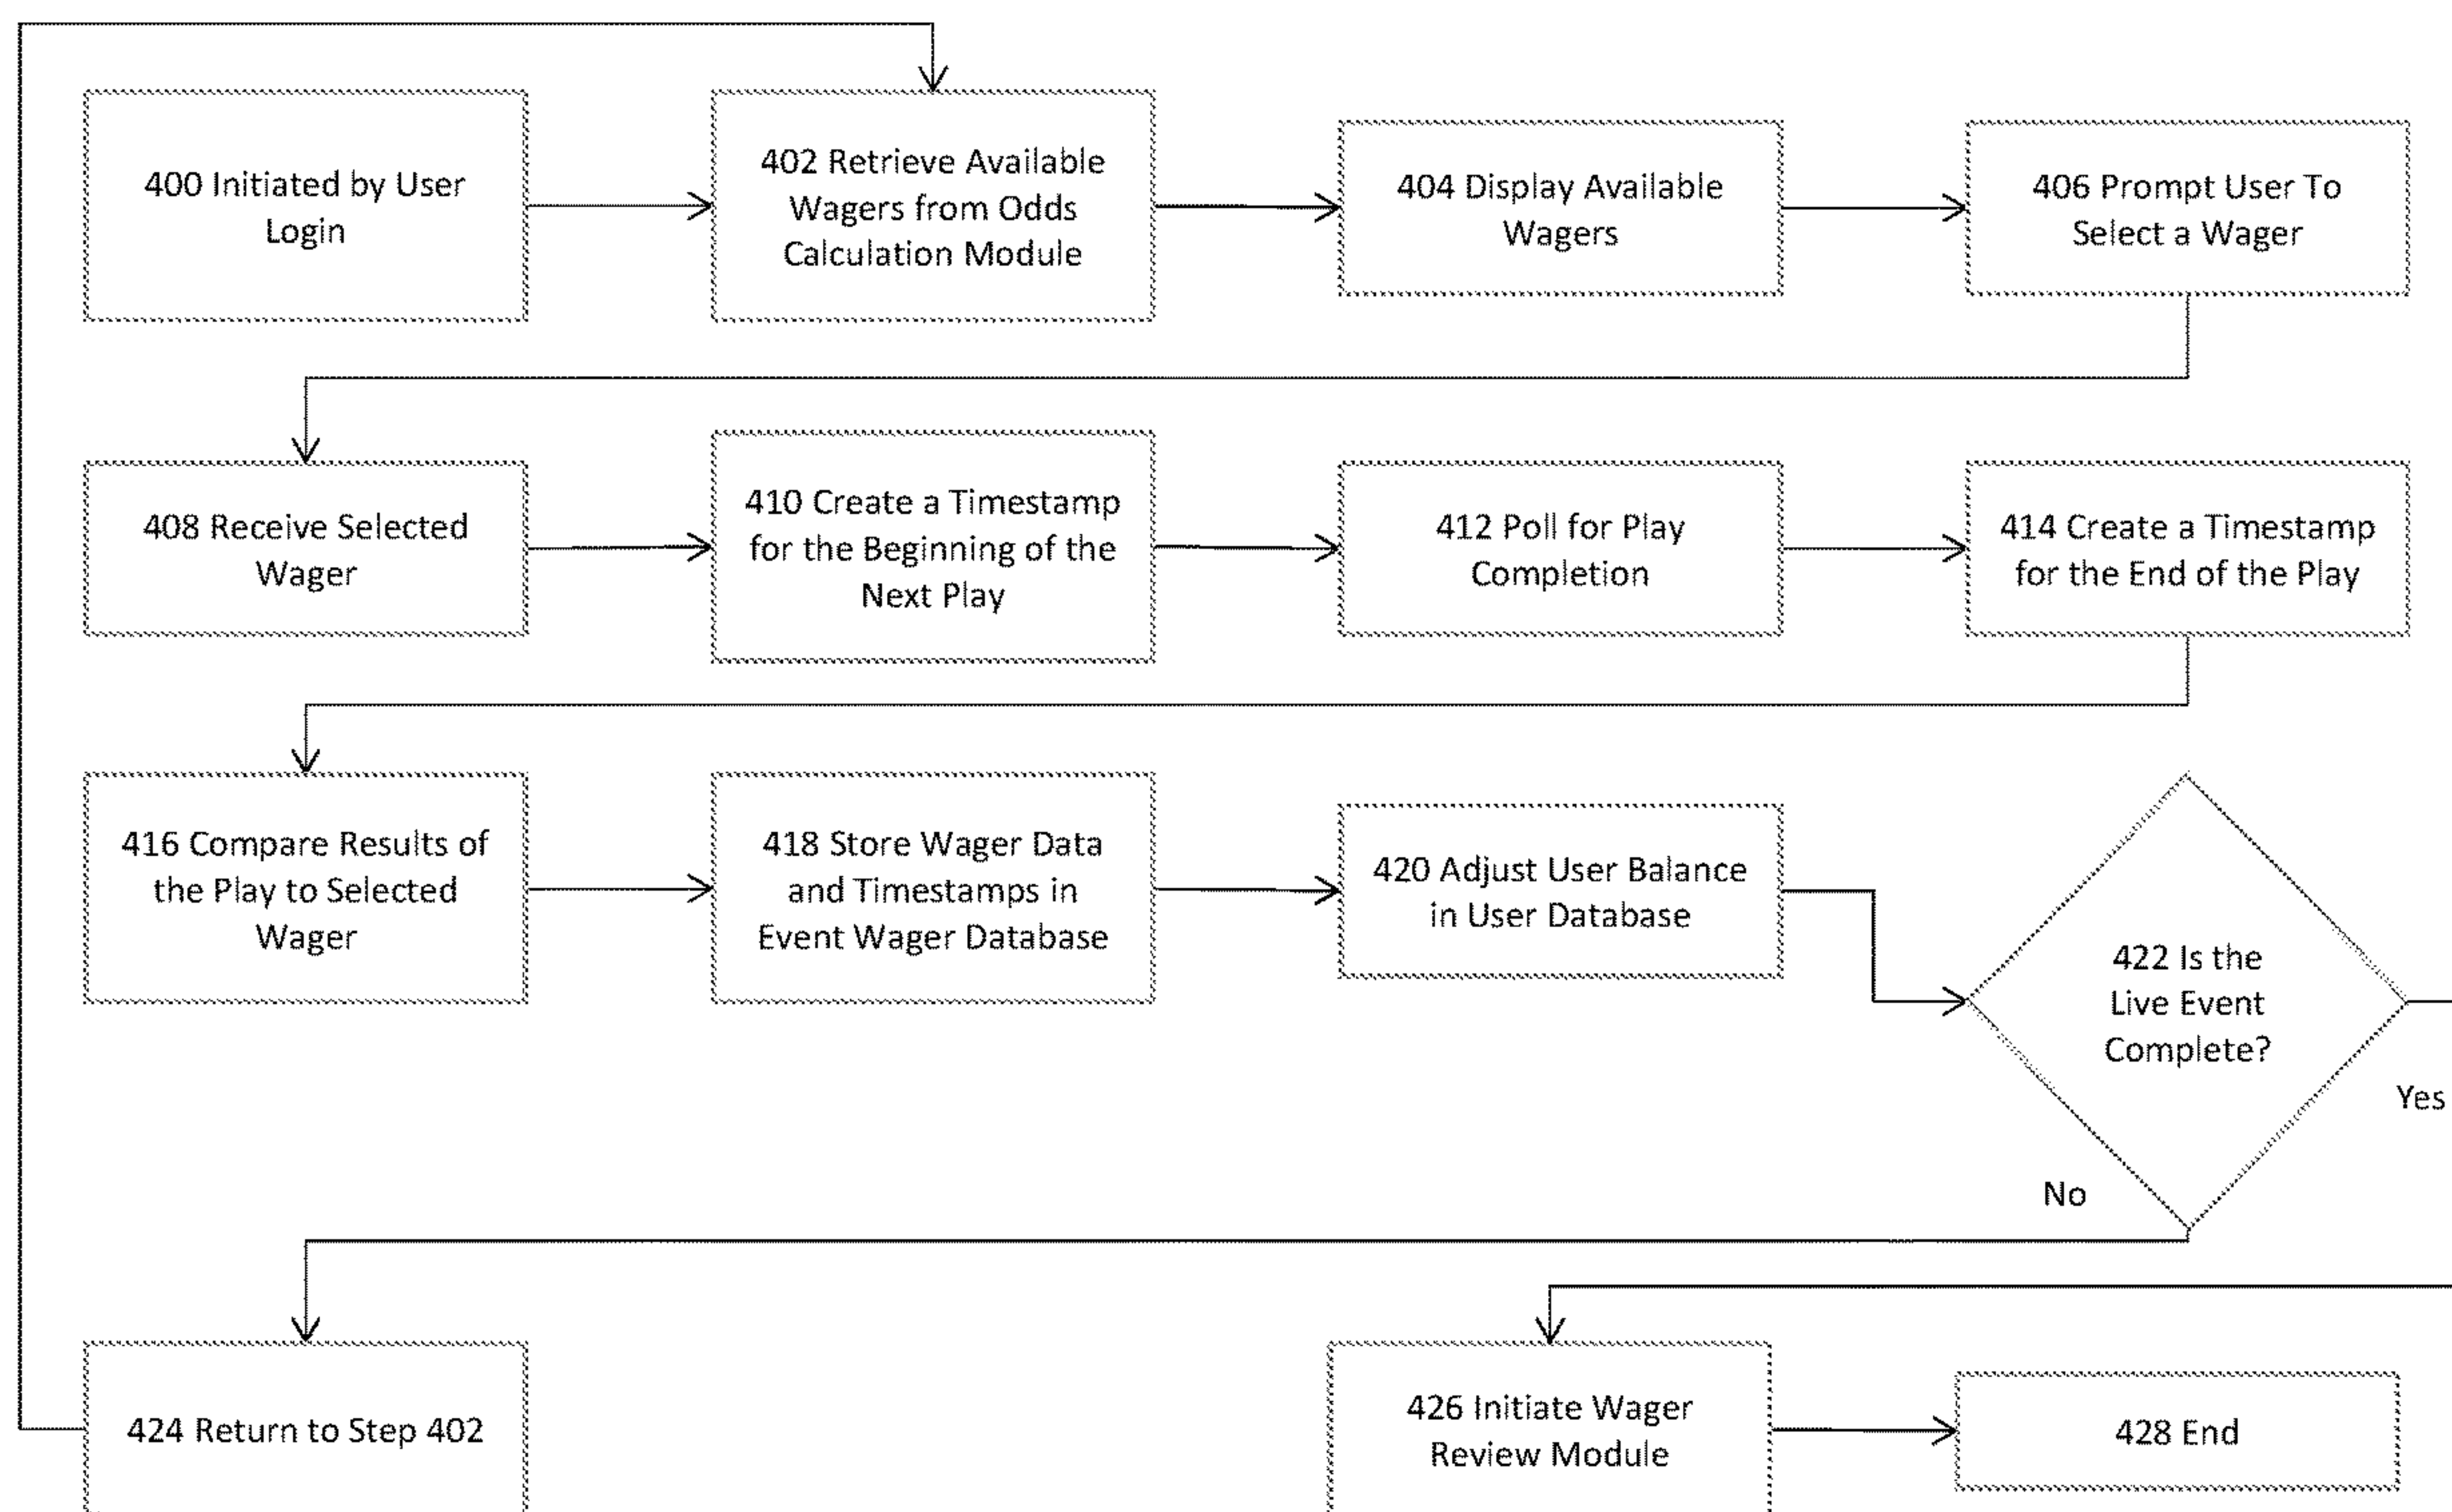 400 Initiated by User
Login
402 Retrieve Available
Wagers from Odds
Calculation Module
404 Display Available
Wagers
406 Prompt User To
Select a Wager
408 Receive Selected
Wager
410 Create a Timestamp
for the Beginning of the
Next Play
412 Poll for Play
Completion
414 Create a Timestamp
for the End of the Play
416 Compare Results of
the Play to Selected
Wager
418 Store Wager Data
and Timestamps in
Event Wager Database
420 Adjust User Balance
in User Database
422 Is the
Live Event
Complete?
Yes
No
424 Return to Step 402
426 Initiate Wager
Review Module
428 End